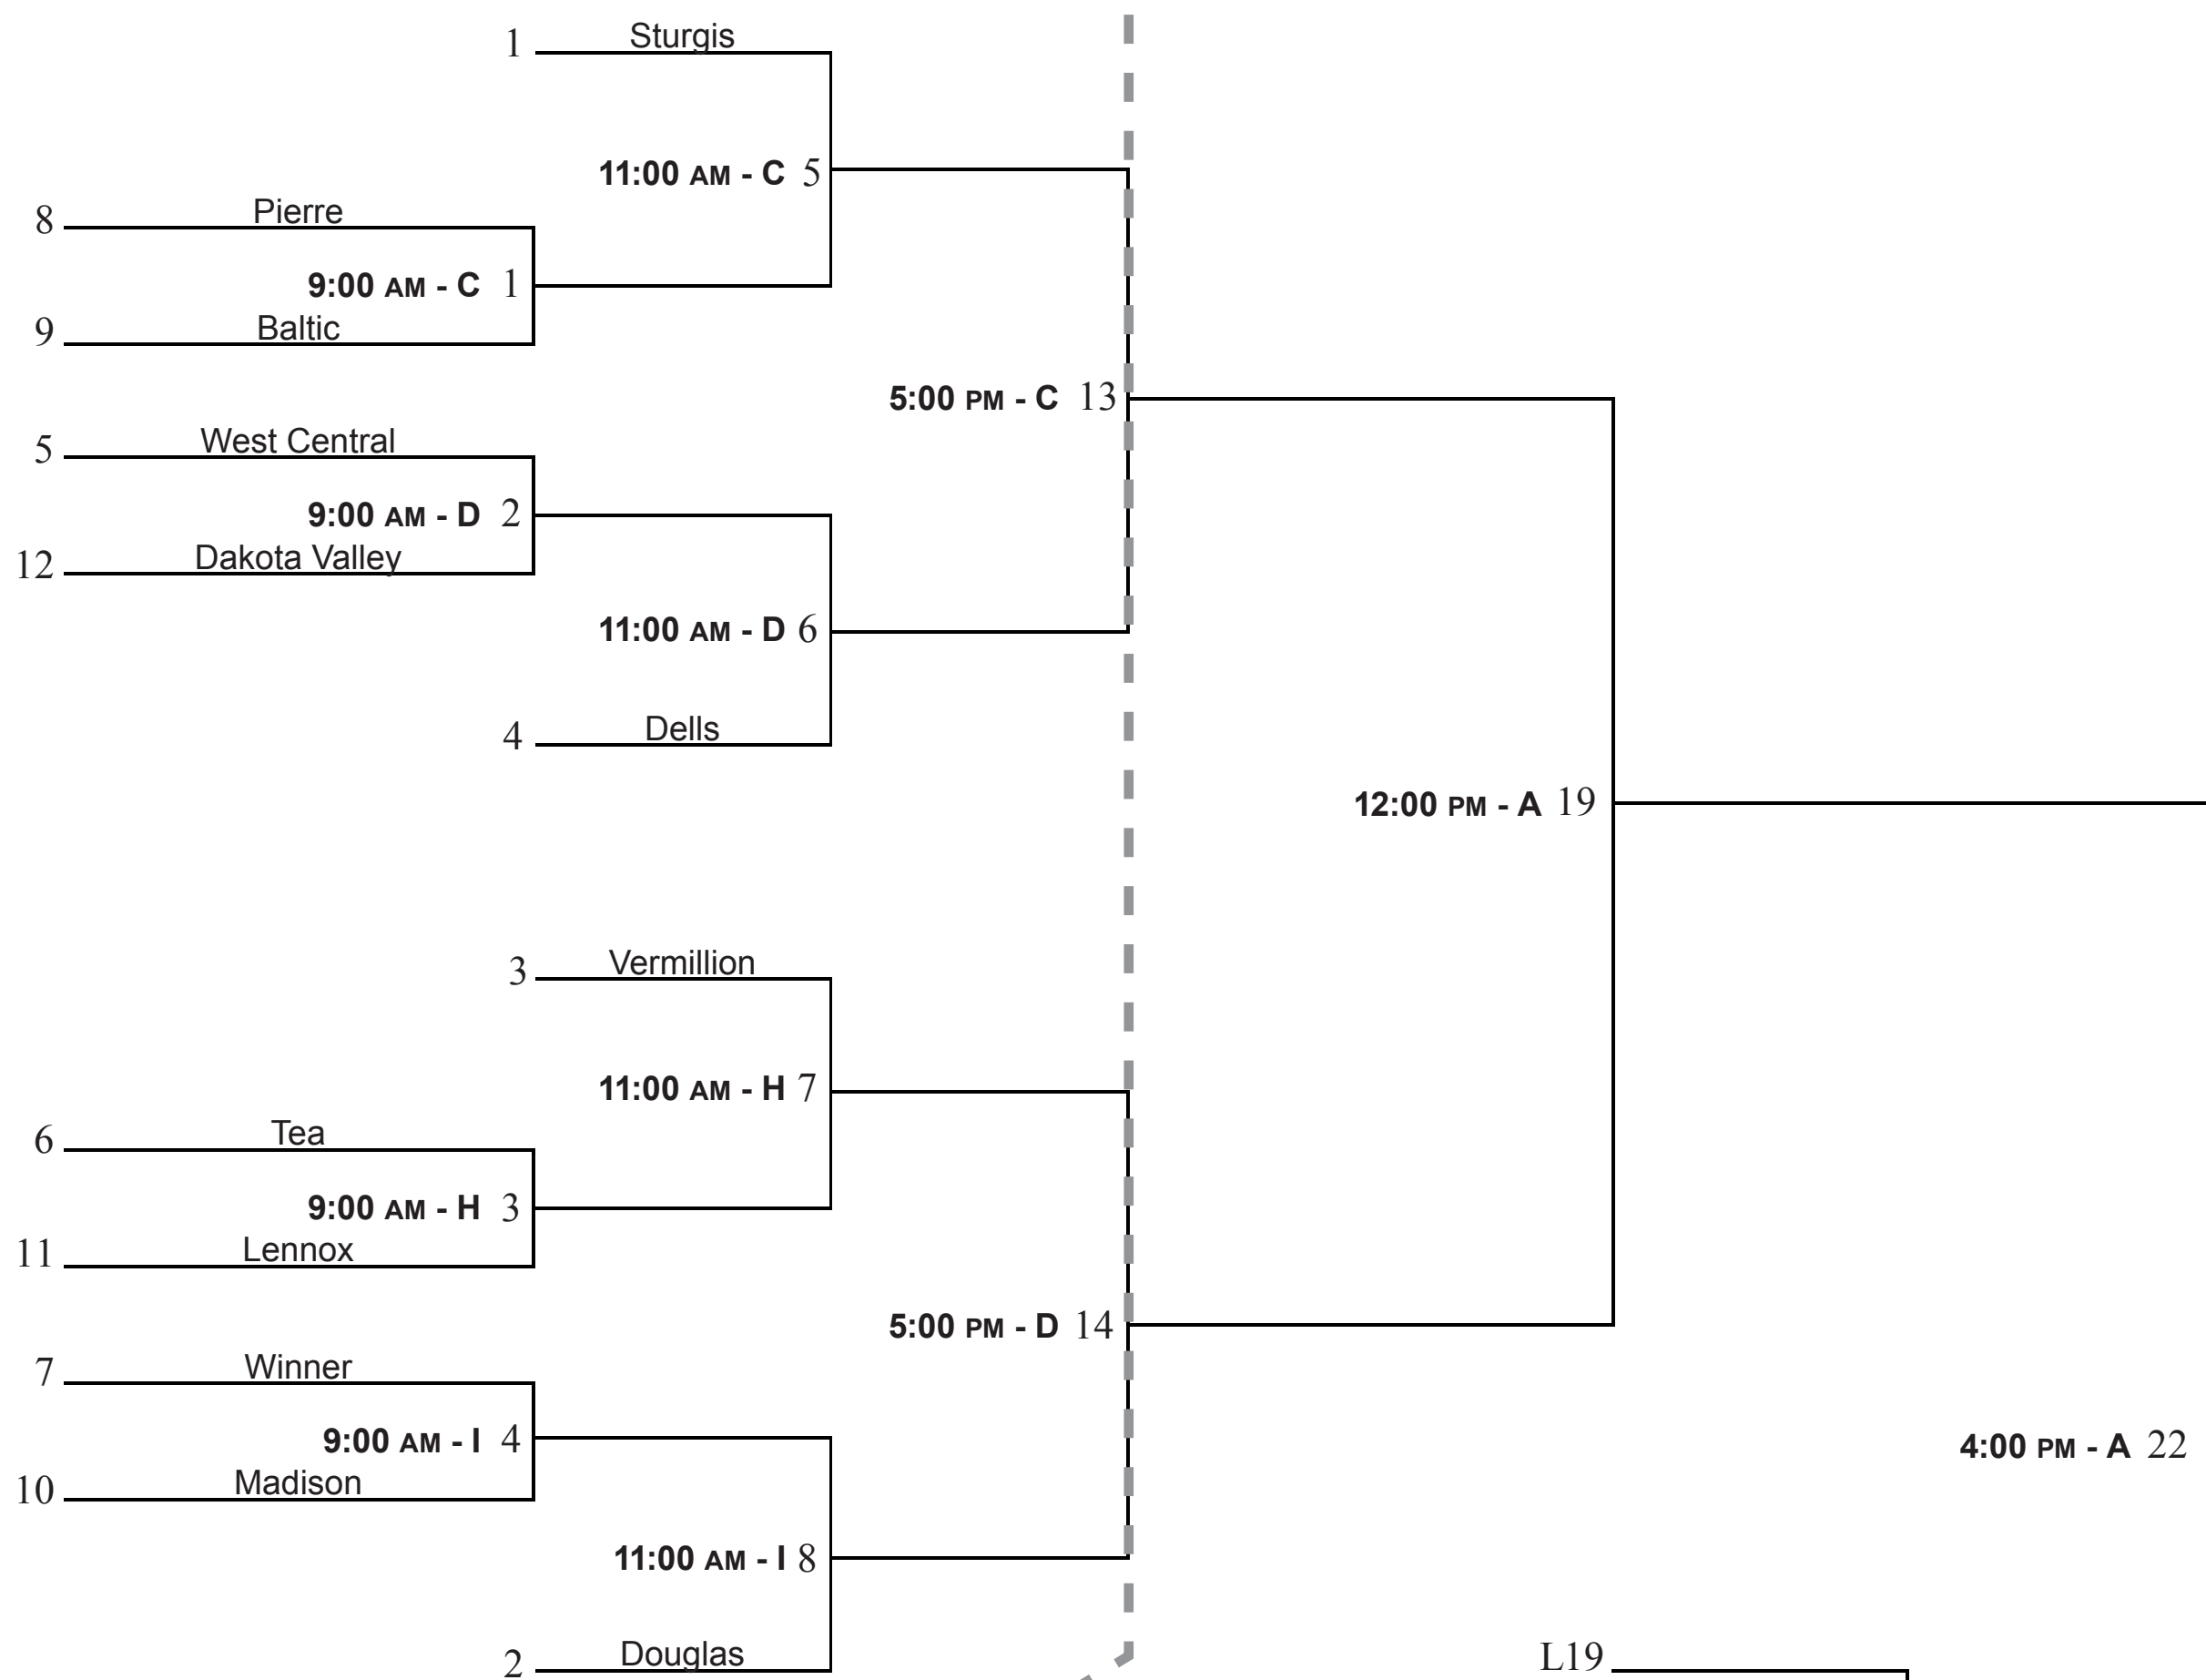 1 Sturgis
11:00 AM - C 5
8 Pierre
9:00 AM - C 1
9 Baltic
5:00 PM - C 13
5 West Central
9:00 AM - D 2
12 Dakota Valley
11:00 AM - D 6
4 Dells
12:00 PM - A 19
3 Vermillion
11:00 AM - H 7
6 Tea
9:00 AM - H 3
11 Lennox
5:00 PM - D 14
7 Winner
9:00 AM - I 4
4:00 PM - A 22
10 Madison
11:00 AM - I 8
2 Douglas
L19